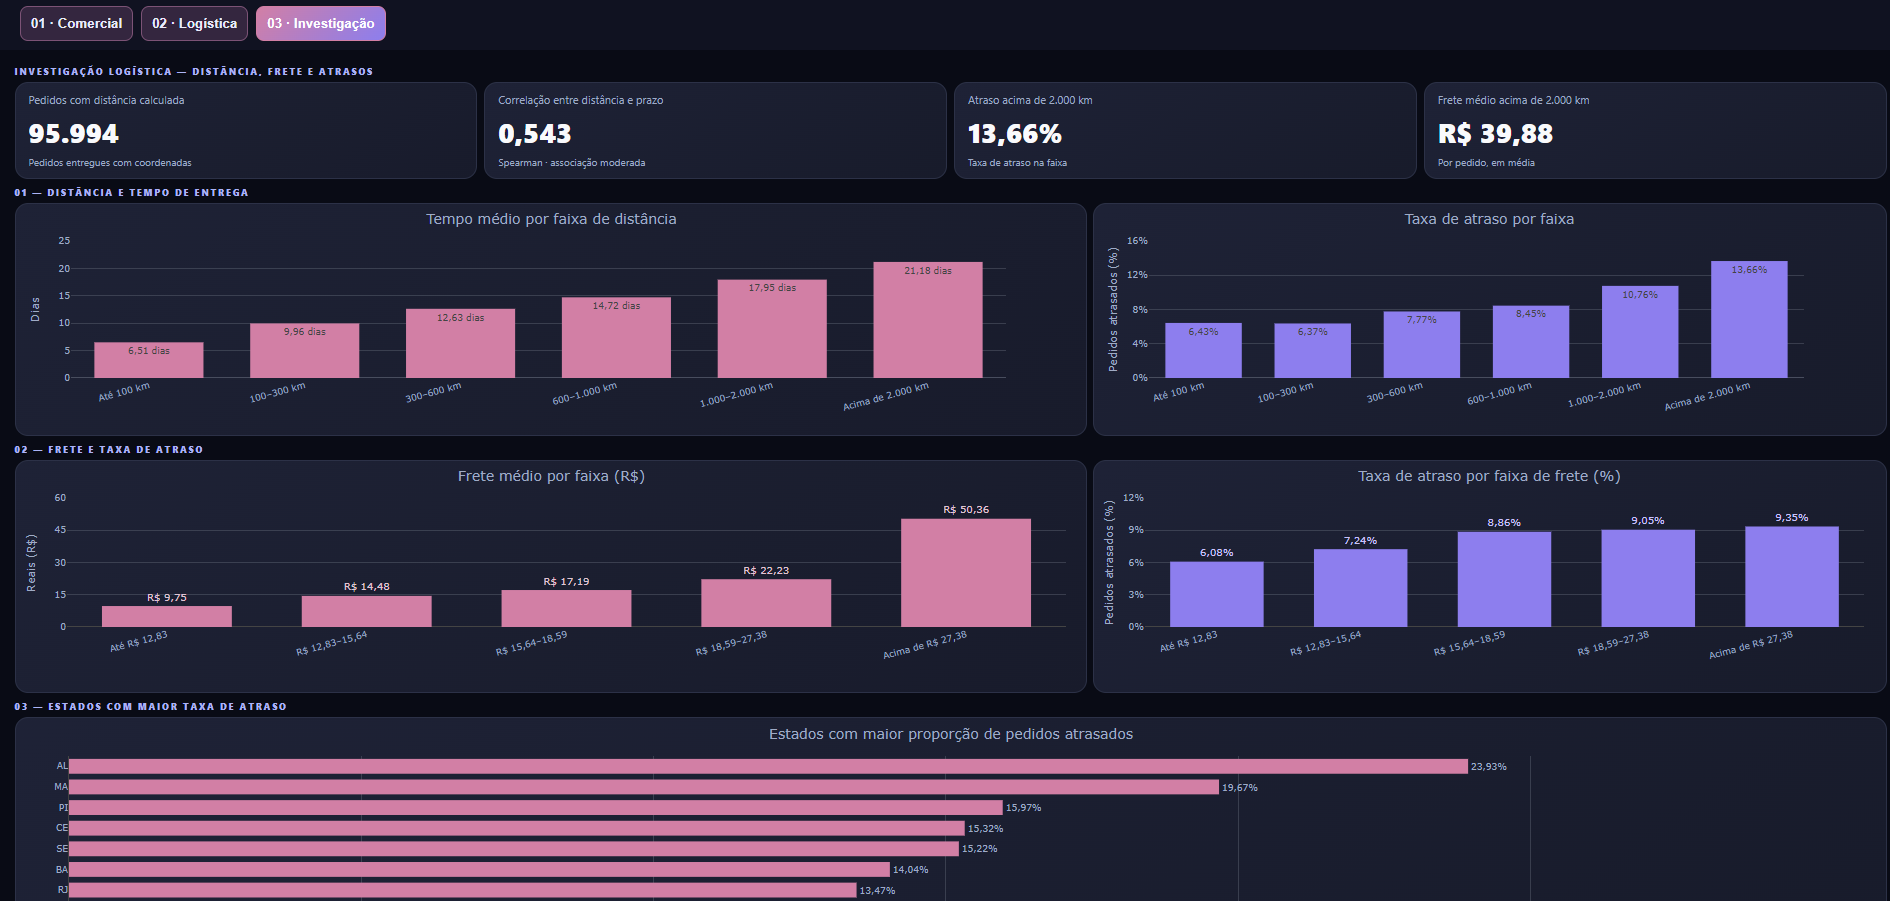 01 · Comercial
02 · Logística
03 · Investigação
INVESTIGAÇÃO LOGÍSTICA — DISTÂNCIA, FRETE E ATRASOS
Pedidos com distância calculada
95.994
Pedidos entregues com coordenadas
Correlação entre distância e prazo
0,543
Spearman · associação moderada
Atraso acima de 2.000 km
13,66%
Taxa de atraso na faixa
Frete médio acima de 2.000 km
R$ 39,88
Por pedido, em média
01 — DISTÂNCIA E TEMPO DE ENTREGA
Tempo médio por faixa de distância
Dias
25
20
15
10
5
0
6,51 dias
9,96 dias
12,63 dias
14,72 dias
17,95 dias
21,18 dias
Até 100 km
100–300 km
300–600 km
600–1.000 km
1.000–2.000 km
Acima de 2.000 km
Taxa de atraso por faixa
Pedidos atrasados (%)
16%
12%
8%
4%
0%
6,43%
6,37%
7,77%
8,45%
10,76%
13,66%
Até 100 km
100–300 km
300–600 km
600–1.000 km
1.000–2.000 km
Acima de 2.000 km
02 — FRETE E TAXA DE ATRASO
Frete médio por faixa (R$)
Reais (R$)
60
45
30
15
0
R$ 9,75
R$ 14,48
R$ 17,19
R$ 22,23
R$ 50,36
Até R$ 12,83
R$ 12,83–15,64
R$ 15,64–18,59
R$ 18,59–27,38
Acima de R$ 27,38
Taxa de atraso por faixa de frete (%)
Pedidos atrasados (%)
12%
9%
6%
3%
0%
6,08%
7,24%
8,86%
9,05%
9,35%
Até R$ 12,83
R$ 12,83–15,64
R$ 15,64–18,59
R$ 18,59–27,38
Acima de R$ 27,38
03 — ESTADOS COM MAIOR TAXA DE ATRASO
Estados com maior proporção de pedidos atrasados
AL 23,93%
MA 19,67%
PI 15,97%
CE 15,32%
SE 15,22%
BA 14,04%
RJ 13,47%